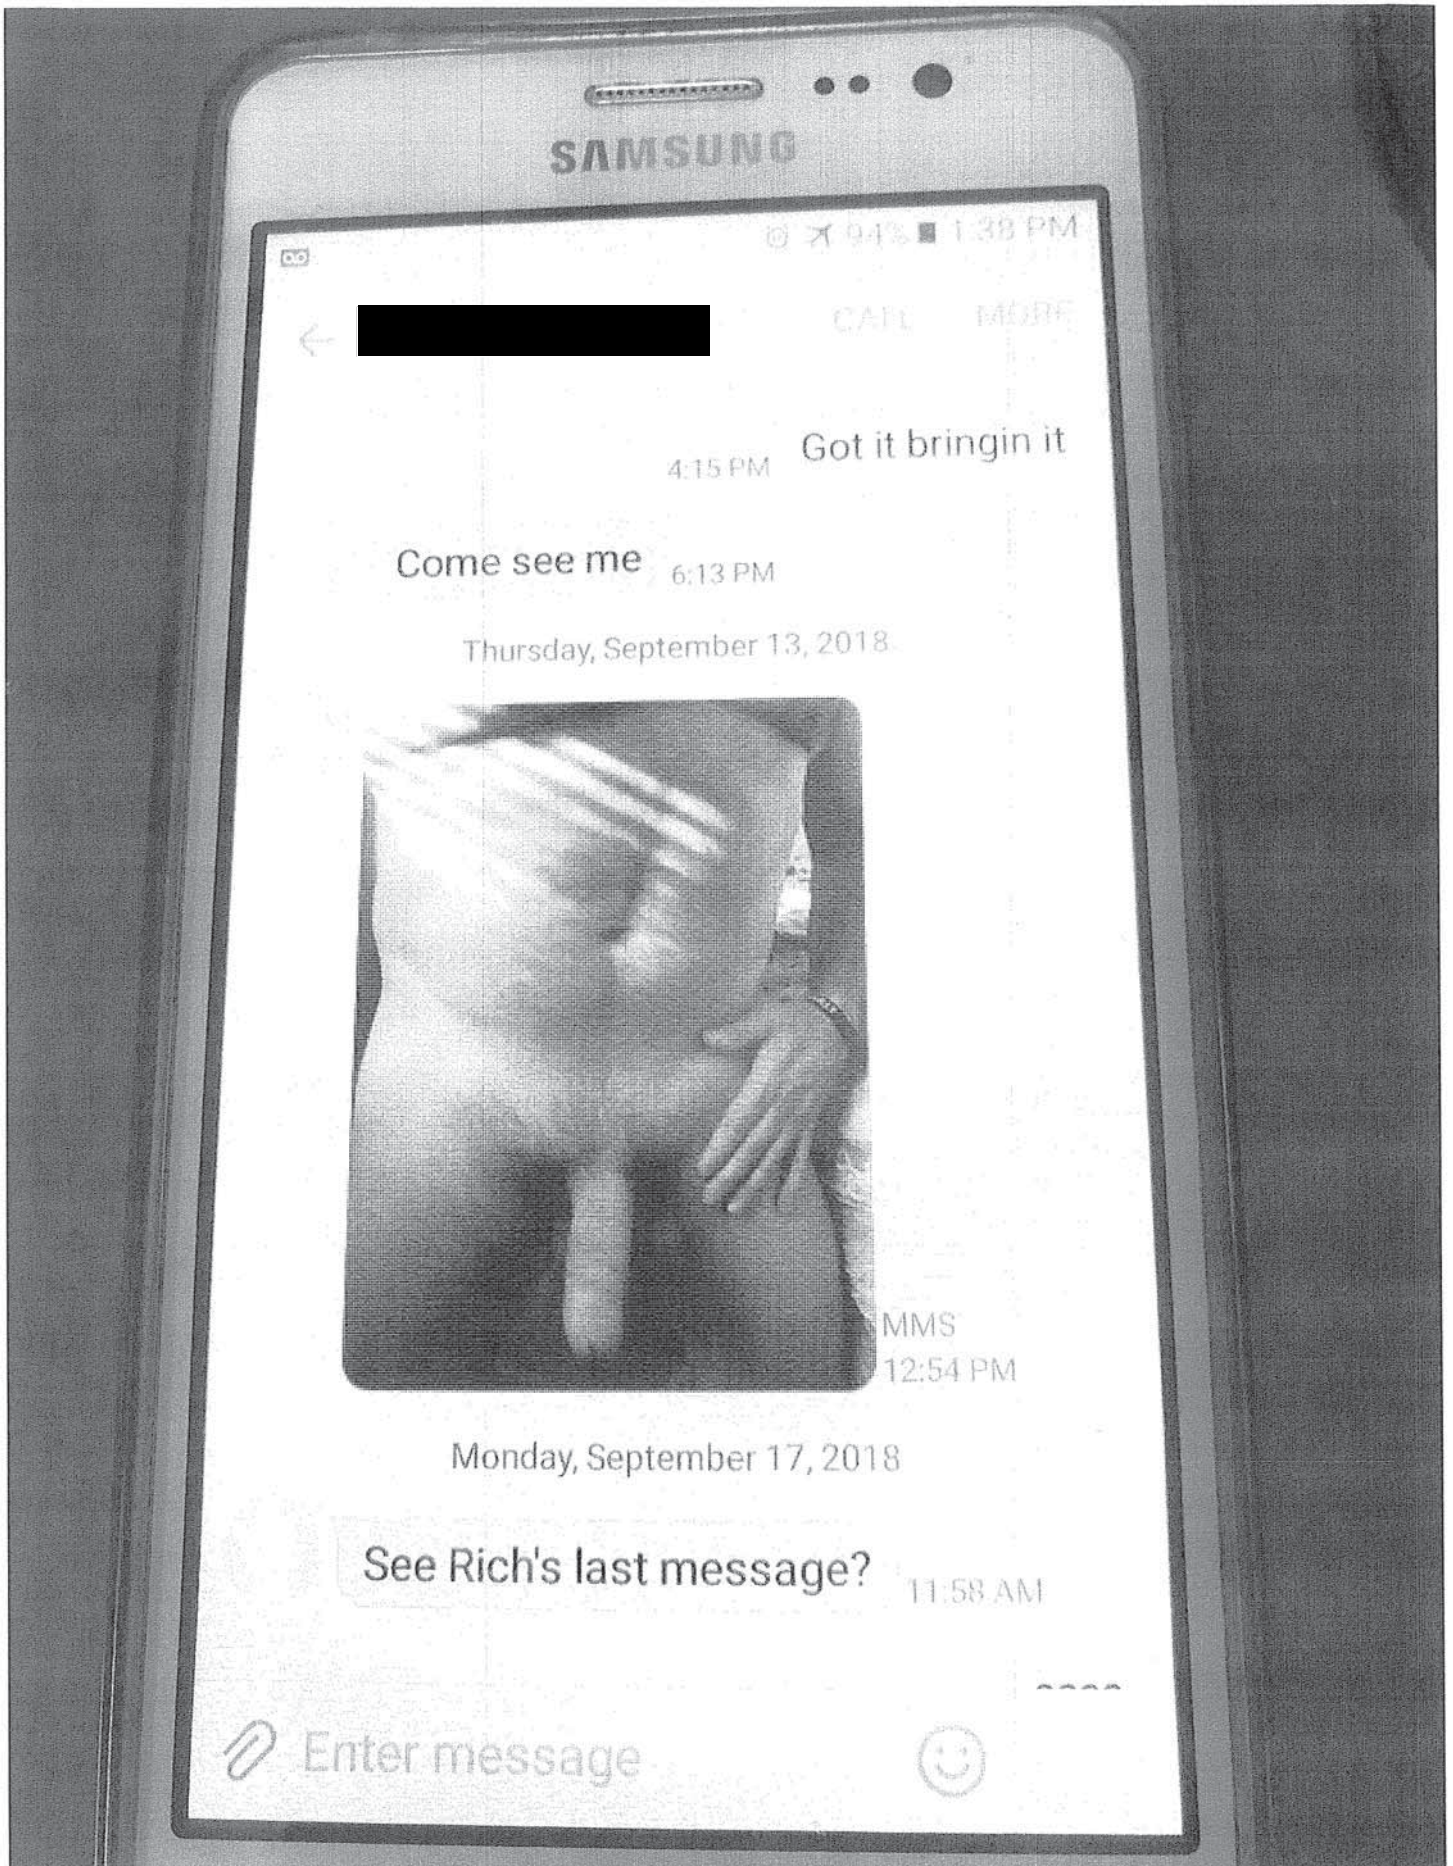 SAMSUNG
94% 1:38 PM
CALL MORE
Got it bringin it
4:15 PM
Come see me 6:13 PM
Thursday, September 13, 2018
MMS
12:54 PM
Monday, September 17, 2018
See Rich's last message? 11:58 AM
Enter message